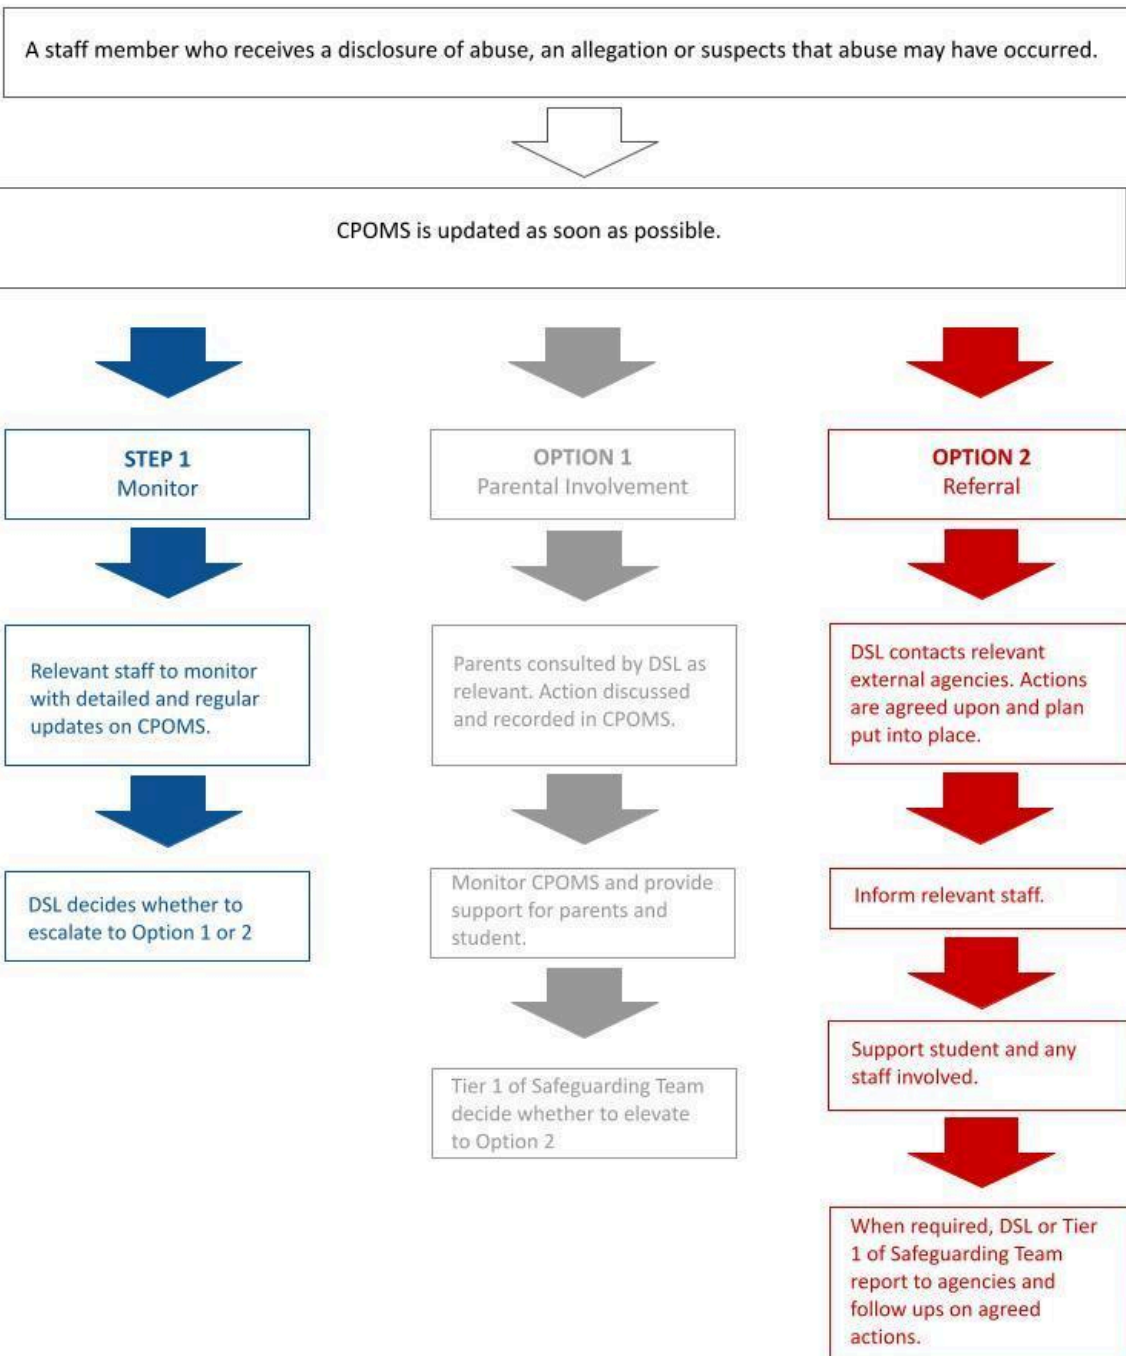 A staff member who receives a disclosure of abuse, an allegation or suspects that abuse may have occurred.
CPOMS is updated as soon as possible.
STEP 1
Monitor
Relevant staff to monitor
with detailed and regular
updates on CPOMS.
DSL decides whether to
escalate to Option 1 or 2
OPTION 1
Parental Involvement
Parents consulted by DSL as
relevant. Action discussed
and recorded in CPOMS.
Monitor CPOMS and provide
support for parents and
student.
Tier 1 of Safeguarding Team
decide whether to elevate
to Option 2
OPTION 2
Referral
DSL contacts relevant
external agencies. Actions
are agreed upon and plan
put into place.
Inform relevant staff.
Support student and any
staff involved.
When required, DSL or Tier
1 of Safeguarding Team
report to agencies and
follow ups on agreed
actions.